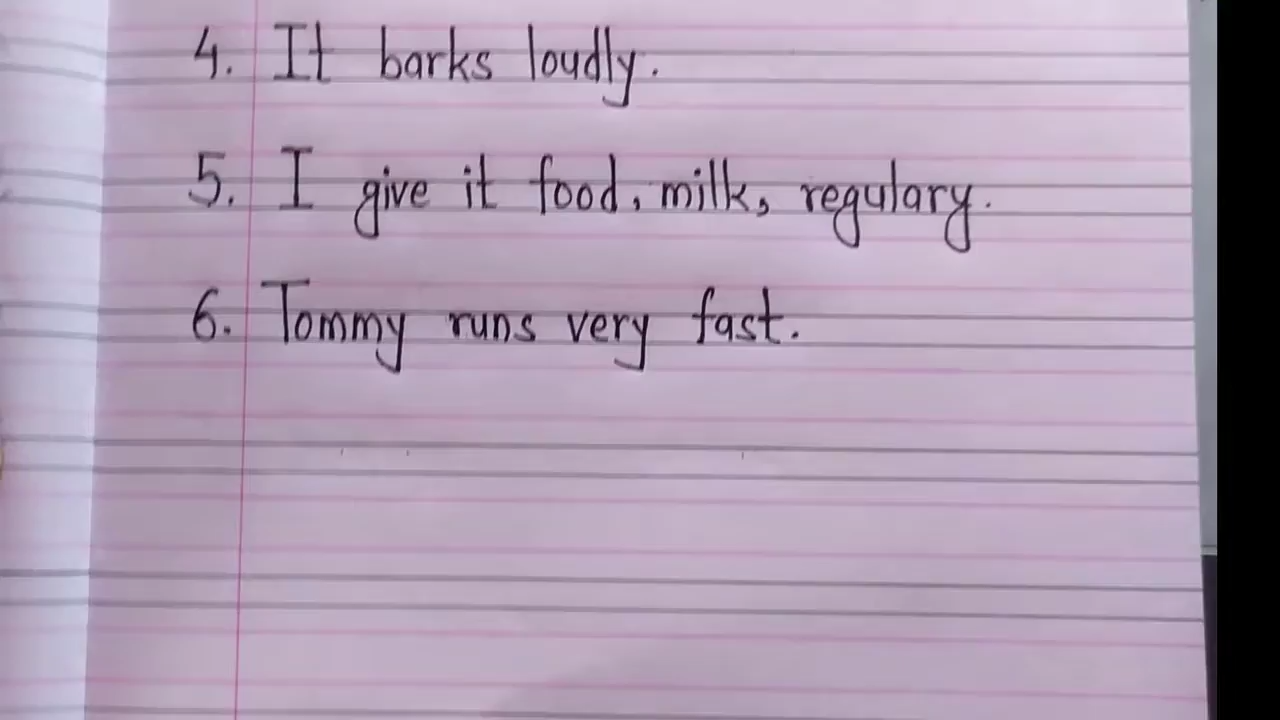 4. It barks loudly.
5. I give it food, milk, regulary.
6. Tommy runs very fast.